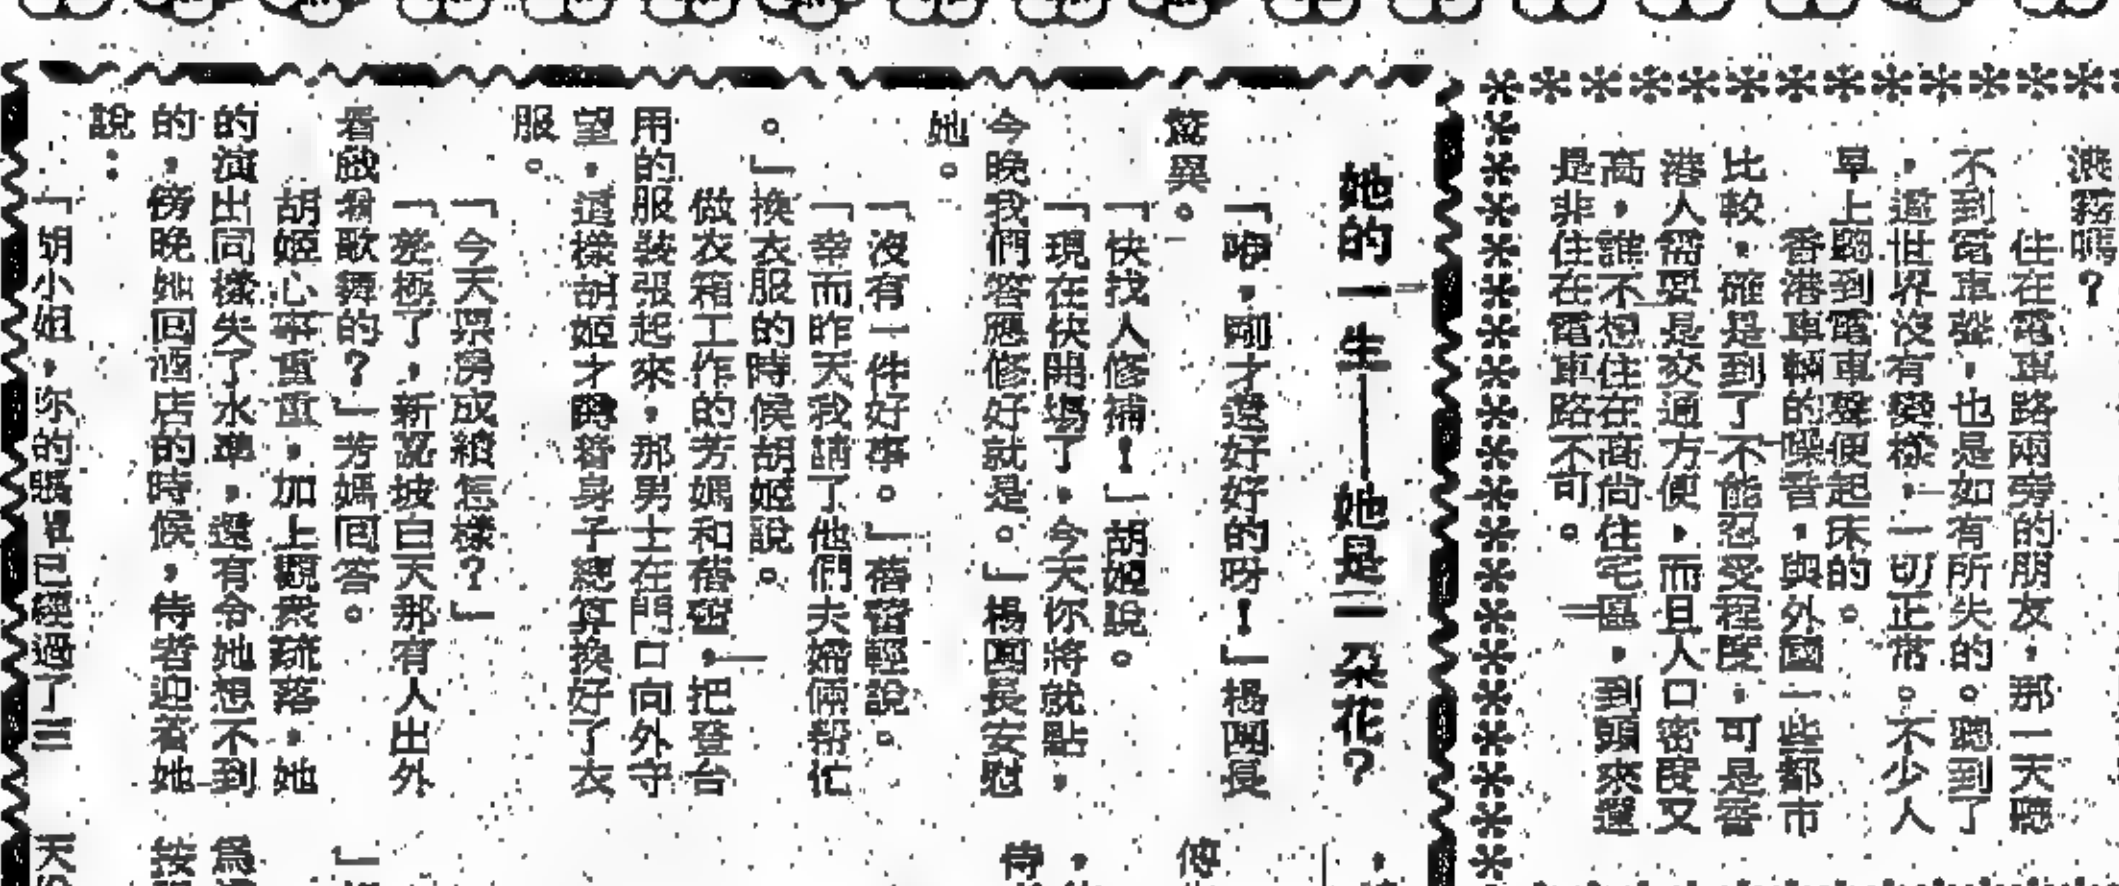 濃霧嗎？
住在電車路兩旁的朋友，那一天聽
不到電車聲，也是如有所失的。聽到了
，這世界沒有變樣，一切正常。不少人
早上聽到電車聲便起床的。
香港車輛的噪音，與外國一些都市
比較，確是到了不能忍受程度，可是香
港人需要是交通方便，而且人口密度又
高，誰不想住在高尚住宅區，到頭來還
是非住在電車路不可。
她的一生——她是一朵花？
「咿，剛才還好好的呀！」楊團長
驚異。
「快找人修補！」胡姬說。
「現在快開場了，今天你將就點，
今晚我們答應修好就是。」楊團長安慰
她。
「沒有一件好事。」蓓蕾輕說。
「幸而昨天我請了他們夫婦倆幫忙
。」換衣服的時候胡姬說。
做衣箱工作的芳媽和蓓蕾，把登台
用的服裝張起來，那男士在門口向外守
望，這樣胡姬才閃着身子總算換好了衣
服。
「今天票房成績怎樣？」
「差極了，新認坡白天那有人出外
看戲看歌舞的？」芳媽回答。
胡姬心事重重，加上觀眾疏落，她
的演出同樣失了水準，還有令她想不到
的，傍晚她回酒店的時候，侍者迎着她
說：
「胡小姐，你的
已經過了三
傳
侍
為
按
天